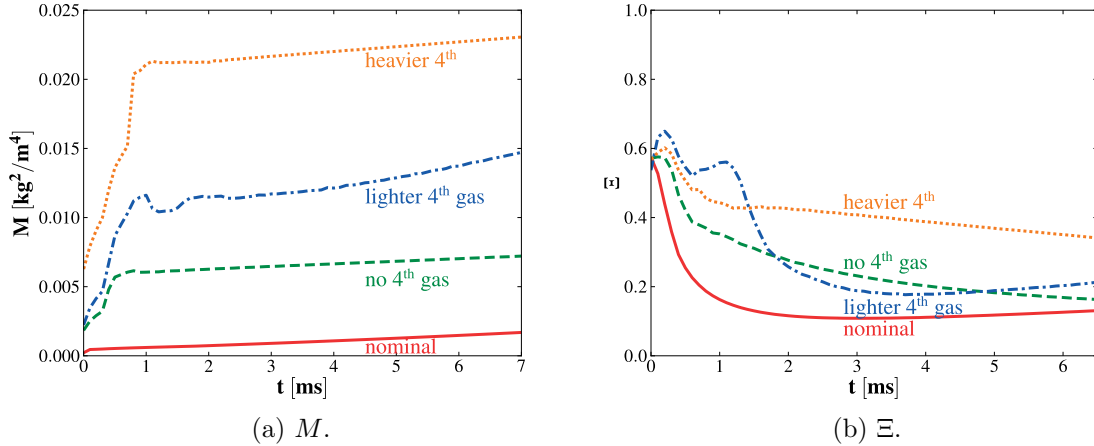 0.025
0.020
0.015
0.010
0.005
0.000
M [kg²/m⁴]
heavier 4ᵗʰ
lighter 4ᵗʰ gas
no 4ᵗʰ gas
nominal
0 1 2 3 4 5 6 7
t [ms]
(a) M.
1.0
0.8
0.6
0.4
0.2
0.0
Ξ
heavier 4ᵗʰ
no 4ᵗʰ gas
lighter 4ᵗʰ gas
nominal
0 1 2 3 4 5 6
t [ms]
(b) Ξ.